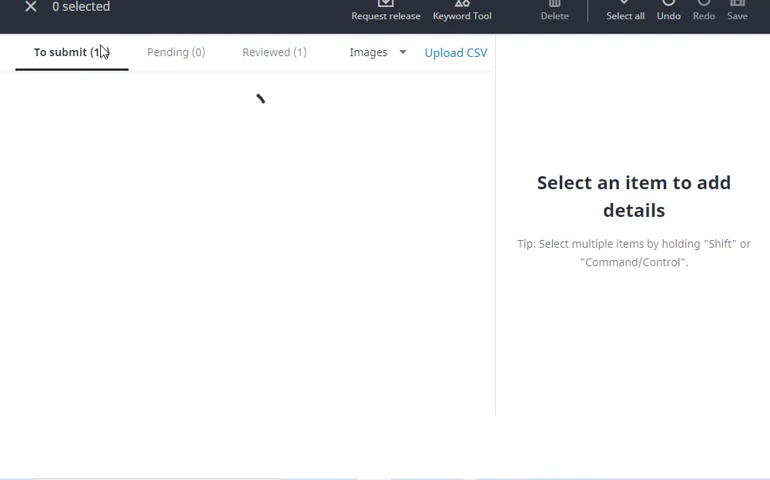 0 selected
Request release
Keyword Tool
Delete
Select all
Undo
Redo
Save
To submit (1
Pending (0)
Reviewed (1)
Images
Upload CSV
Select an item to add
details
Tip: Select multiple items by holding "Shift" or
"Command/Control".